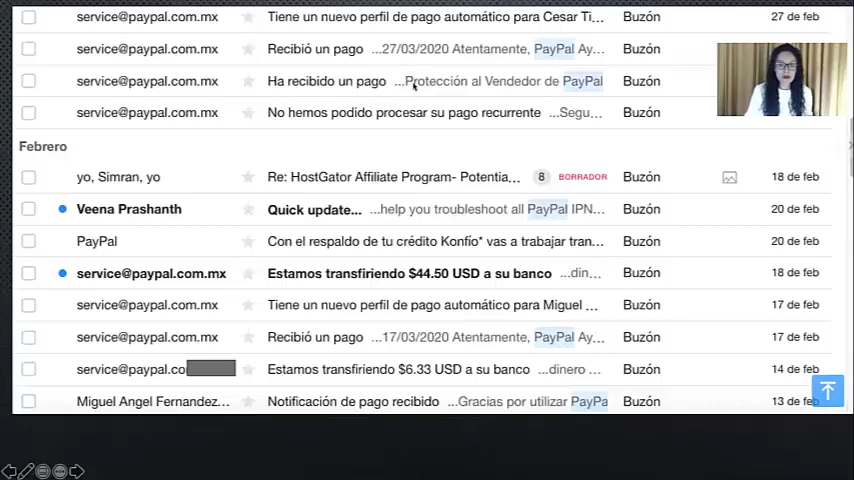 service@paypal.com.mx Tiene un nuevo perfil de pago automático para Cesar Ti... Buzón 27 de feb
service@paypal.com.mx Recibió un pago ...27/03/2020 Atentamente, PayPal Ay... Buzón
service@paypal.com.mx Ha recibido un pago ...Protección al Vendedor de PayPal Buzón
service@paypal.com.mx No hemos podido procesar su pago recurrente ...Segu... Buzón
Febrero
yo, Simran, yo Re: HostGator Affiliate Program- Potentia... 8 BORRADOR Buzón 18 de feb
Veena Prashanth Quick update... ...help you troubleshoot all PayPal IPN... Buzón 20 de feb
PayPal Con el respaldo de tu crédito Konfío* vas a trabajar tran... Buzón 20 de feb
service@paypal.com.mx Estamos transfiriendo $44.50 USD a su banco ...din... Buzón 18 de feb
service@paypal.com.mx Tiene un nuevo perfil de pago automático para Miguel ... Buzón 17 de feb
service@paypal.com.mx Recibió un pago ...17/03/2020 Atentamente, PayPal Ay... Buzón 17 de feb
service@paypal.co Estamos transfiriendo $6.33 USD a su banco ...dinero ... Buzón 14 de feb
Miguel Angel Fernandez... Notificación de pago recibido ...Gracias por utilizar PayPa Buzón 13 de feb